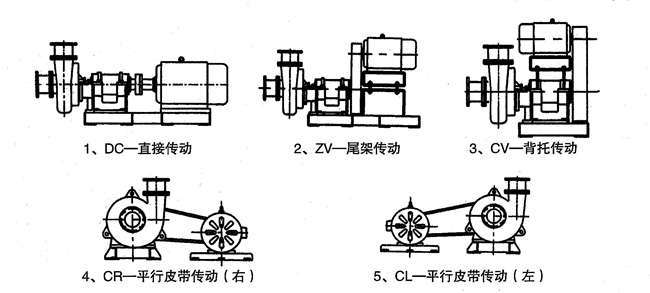 1、DC—直接传动
2、ZV—尾架传动
3、CV—背托传动
4、CR—平行皮带传动（右）
5、CL—平行皮带传动（左）